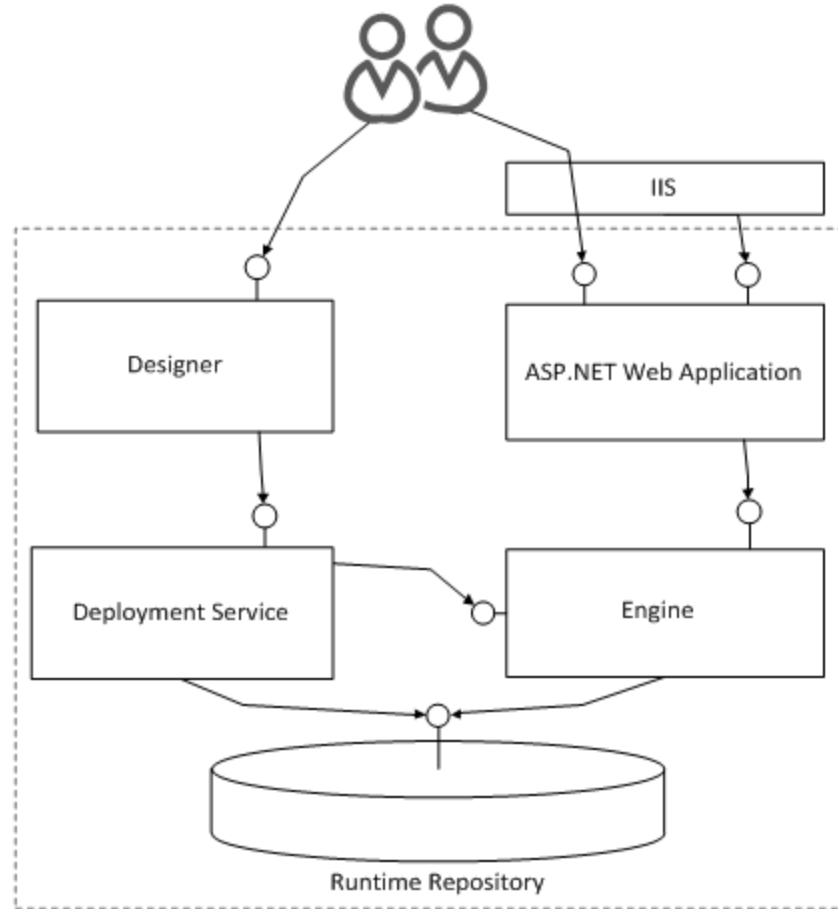 IIS
Designer
ASP.NET Web Application
Deployment Service
Engine
Runtime Repository